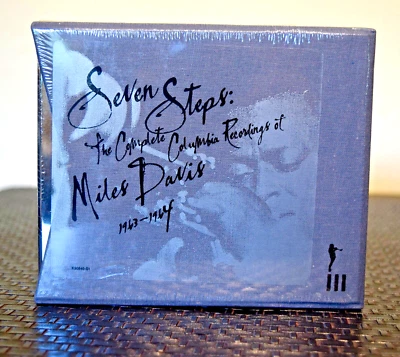 Seven Steps:
The Complete Columbia Recordings of
Miles Davis
1963–1964